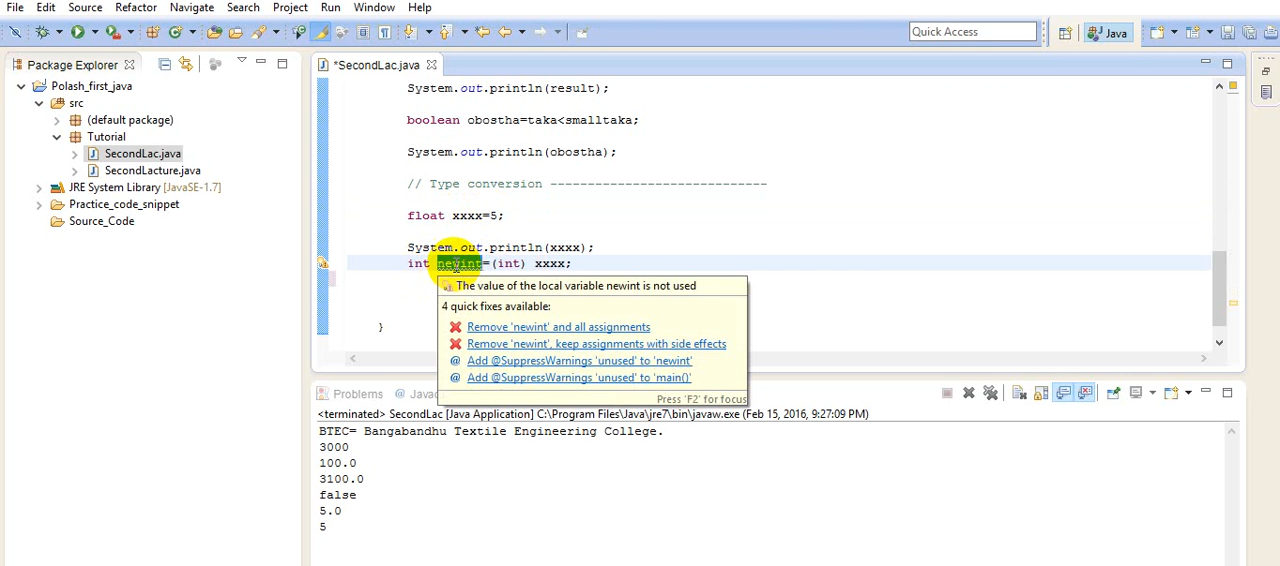 File Edit Source Refactor Navigate Search Project Run Window Help
Quick Access
Java
Package Explorer
Polash_first_java
src
(default package)
Tutorial
SecondLac.java
SecondLacture.java
JRE System Library [JavaSE-1.7]
Practice_code_snippet
Source_Code
*SecondLac.java
System.out.println(result);
boolean obostha=taka<smalltaka;
System.out.println(obostha);
// Type conversion -----------------------------
float xxxx=5;
System.out.println(xxxx);
int newint=(int) xxxx;
The value of the local variable newint is not used
4 quick fixes available:
Remove 'newint' and all assignments
Remove 'newint', keep assignments with side effects
@ Add @SuppressWarnings 'unused' to 'newint'
@ Add @SuppressWarnings 'unused' to 'main()'
Press 'F2' for focus
}
Problems @
<terminated> SecondLac [Java Application] C:\Program Files\Java\jre7\bin\javaw.exe (Feb 15, 2016, 9:27:09 PM)
BTEC= Bangabandhu Textile Engineering College.
3000
100.0
3100.0
false
5.0
5